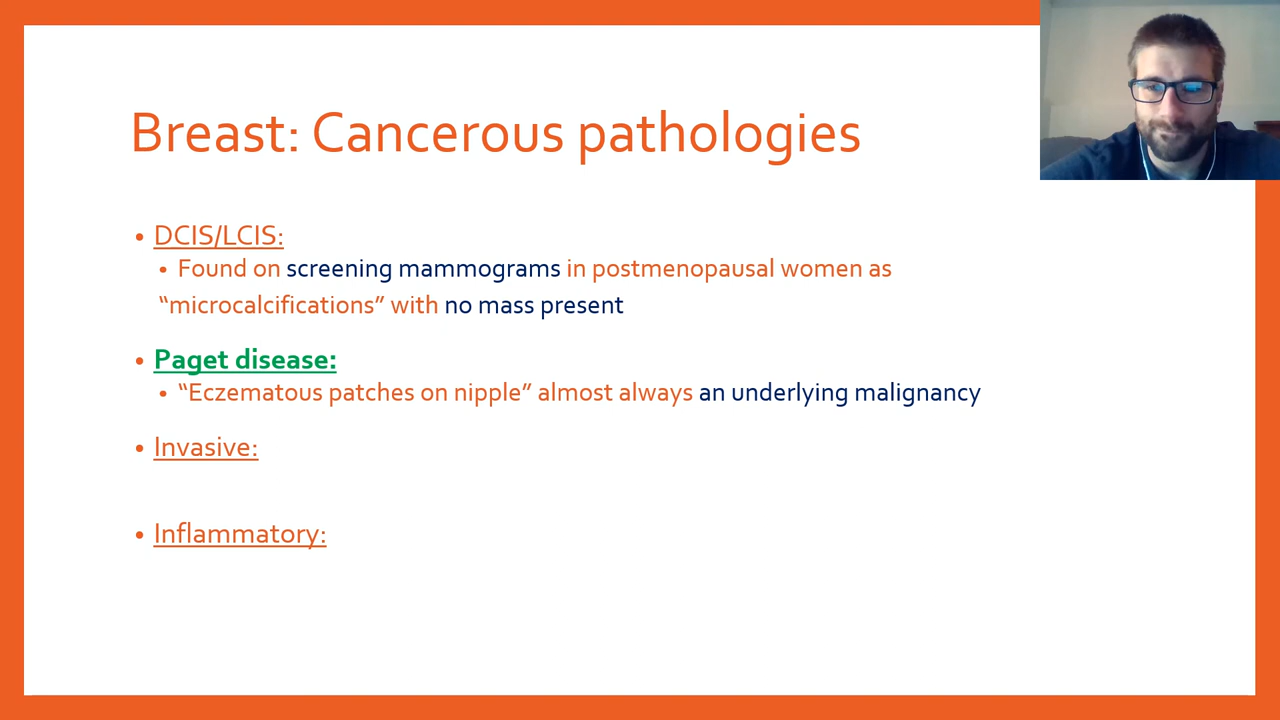 Breast: Cancerous pathologies
• DCIS/LCIS:
• Found on screening mammograms in postmenopausal women as
“microcalcifications” with no mass present
• Paget disease:
• “Eczematous patches on nipple” almost always an underlying malignancy
• Invasive:
• Inflammatory: